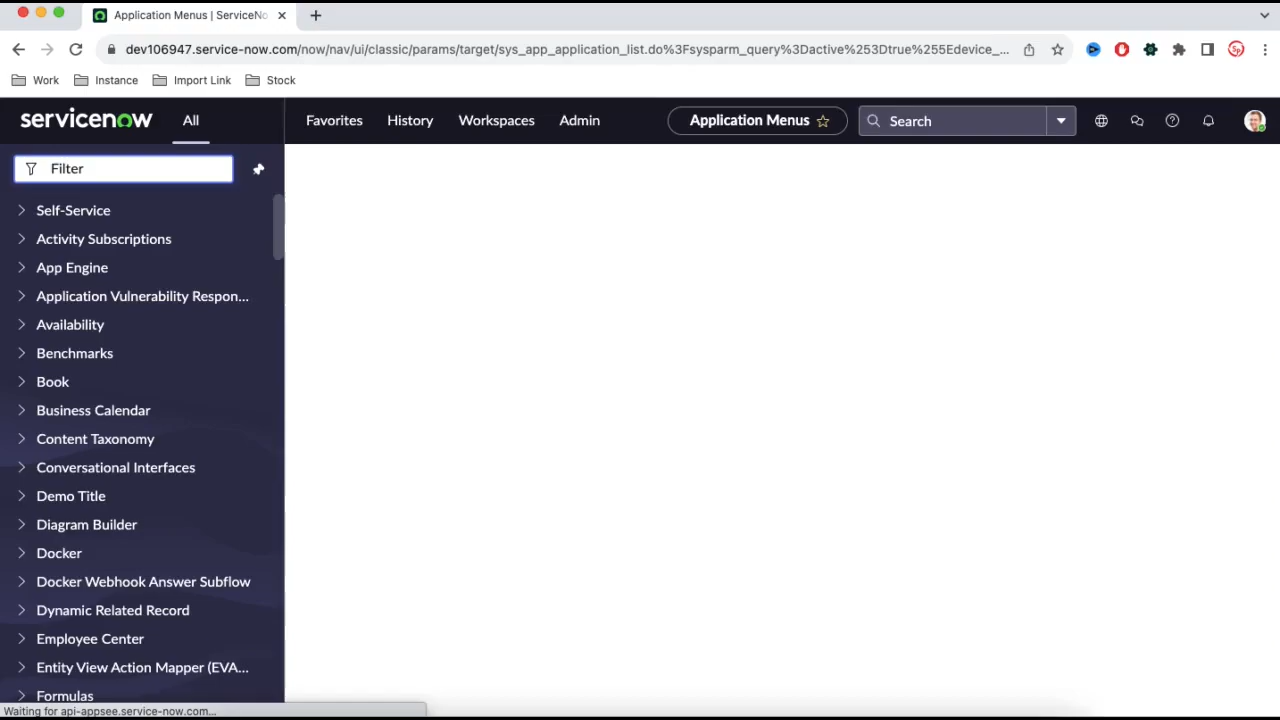 Application Menus | ServiceNo
dev106947.service-now.com/now/nav/ui/classic/params/target/sys_app_application_list.do%3Fsysparm_query%3Dactive%253Dtrue%255Edevice_...
Work
Instance
Import Link
Stock
servicenow
All
Favorites
History
Workspaces
Admin
Application Menus
Search
Filter
Self-Service
Activity Subscriptions
App Engine
Application Vulnerability Respon...
Availability
Benchmarks
Book
Business Calendar
Content Taxonomy
Conversational Interfaces
Demo Title
Diagram Builder
Docker
Docker Webhook Answer Subflow
Dynamic Related Record
Employee Center
Entity View Action Mapper (EVA...
Formulas
Waiting for api-appsee.service-now.com...